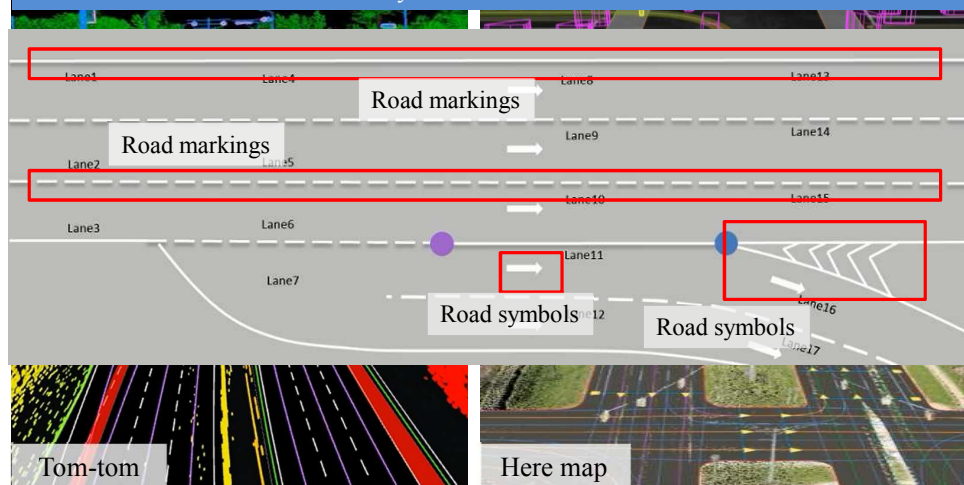 Lane1
Lane4
Lane8
Lane13
Road markings
Road markings
Lane9
Lane14
Lane2
Lane5
Lane10
Lane15
Lane3
Lane6
Lane11
Lane7
Lane16
Road symbols
Road symbols
Lane17
Tom-tom
Here map